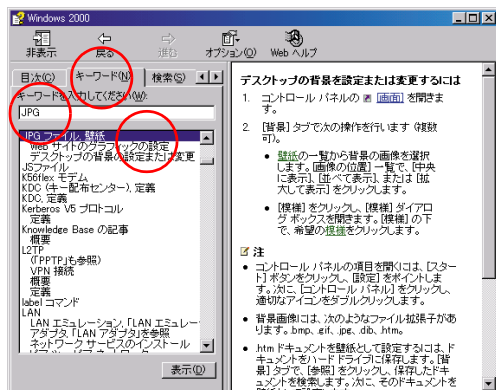 Windows 2000
非表示 戻る 進む オプション(O) Web ヘルプ
目次(C) キーワード(N) 検索(S)
キーワードを入力してください(W):
JPG
JPG ファイル, 壁紙
Web サイトのグラフィックの設定
デスクトップの背景の設定または変更
JSファイル
K56flex モデム
KDC (キー配布センター), 定義
KDC, 定義
Kerberos V5 プロトコル
定義
Knowledge Base の記事
概要
L2TP
(「PPTP」も参照)
VPN 接続
概要
定義
label コマンド
LAN
LAN エミュレーション, 「LAN エミュレー
アダプタ, 「LAN アダプタ」を参照
ネットワーク サービスのインストール
表示(D)
デスクトップの背景を設定または変更するには
1. コントロール パネルの [画面] を開きま
す。
2. [背景] タブで次の操作を行います (複数
可)。
• 壁紙の一覧から背景の画像を選択
します。[画像の位置] 一覧で、[中央
に表示]、[並べて表示]、または [拡
大して表示] をクリックします。
• [模様] をクリックし、[模様] ダイアロ
グ ボックスを開きます。[模様] の下
で、希望の模様をクリックします。
注
• コントロール パネルの項目を開くには、[スター
ト] ボタンをクリックし、[設定] をポイントしま
す。次に、[コントロール パネル] をクリックし、
適切なアイコンをダブルクリックします。
• 背景画像には、次のようなファイル拡張子があ
ります。.bmp, .gif, .jpg, .dib, .htm。
• .htm ドキュメントを壁紙として設定するには、ド
キュメントをハード ドライブに保存します。[背
景] タブで、[参照] をクリックし、保存したドキ
ュメントを検索します。次に、そのドキュメントを